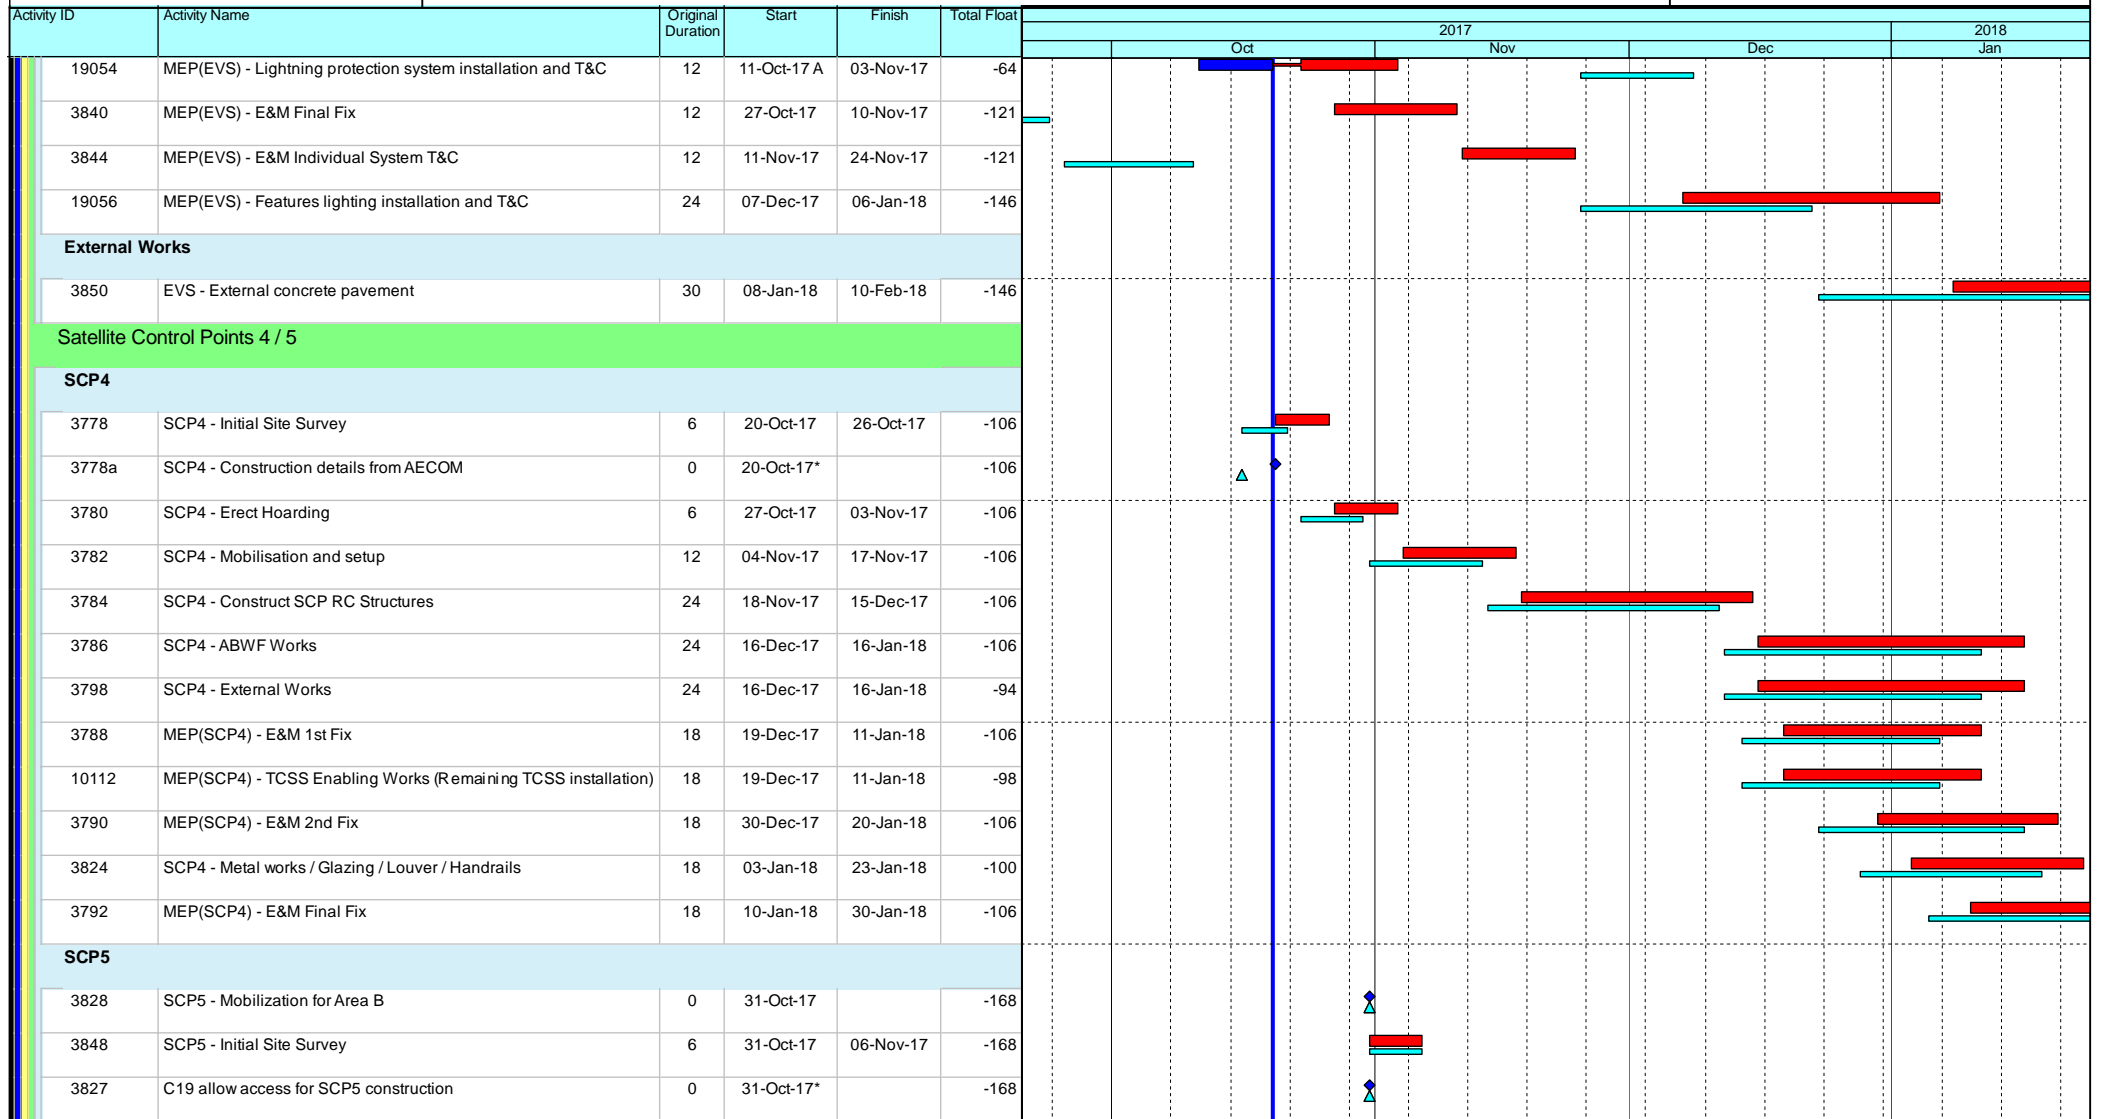 Activity ID Activity Name Original Duration Start Finish Total Float
2017 2018
Oct Nov Dec Jan
19054 MEP(EVS) - Lightning protection system installation and T&C 12 11-Oct-17 A 03-Nov-17 -64
3840 MEP(EVS) - E&M Final Fix 12 27-Oct-17 10-Nov-17 -121
3844 MEP(EVS) - E&M Individual System T&C 12 11-Nov-17 24-Nov-17 -121
19056 MEP(EVS) - Features lighting installation and T&C 24 07-Dec-17 06-Jan-18 -146
External Works
3850 EVS - External concrete pavement 30 08-Jan-18 10-Feb-18 -146
Satellite Control Points 4 / 5
SCP4
3778 SCP4 - Initial Site Survey 6 20-Oct-17 26-Oct-17 -106
3778a SCP4 - Construction details from AECOM 0 20-Oct-17* -106
3780 SCP4 - Erect Hoarding 6 27-Oct-17 03-Nov-17 -106
3782 SCP4 - Mobilisation and setup 12 04-Nov-17 17-Nov-17 -106
3784 SCP4 - Construct SCP RC Structures 24 18-Nov-17 15-Dec-17 -106
3786 SCP4 - ABWF Works 24 16-Dec-17 16-Jan-18 -106
3798 SCP4 - External Works 24 16-Dec-17 16-Jan-18 -94
3788 MEP(SCP4) - E&M 1st Fix 18 19-Dec-17 11-Jan-18 -106
10112 MEP(SCP4) - TCSS Enabling Works (Remaining TCSS installation) 18 19-Dec-17 11-Jan-18 -98
3790 MEP(SCP4) - E&M 2nd Fix 18 30-Dec-17 20-Jan-18 -106
3824 SCP4 - Metal works / Glazing / Louver / Handrails 18 03-Jan-18 23-Jan-18 -100
3792 MEP(SCP4) - E&M Final Fix 18 10-Jan-18 30-Jan-18 -106
SCP5
3828 SCP5 - Mobilization for Area B 0 31-Oct-17 -168
3848 SCP5 - Initial Site Survey 6 31-Oct-17 06-Nov-17 -168
3827 C19 allow access for SCP5 construction 0 31-Oct-17* -168